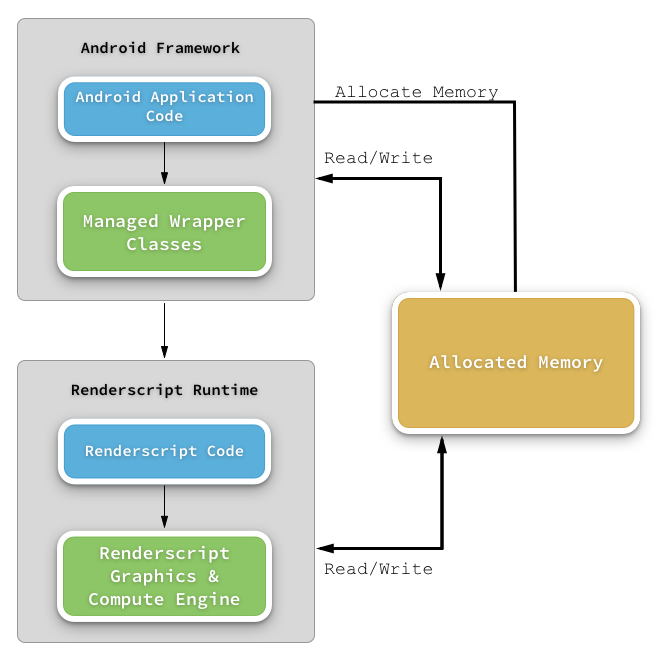 Android Framework
Android Application
Code
Managed Wrapper
Classes
Allocate Memory
Read/Write
Allocated Memory
Renderscript Runtime
Renderscript Code
Renderscript
Graphics &
Compute Engine
Read/Write